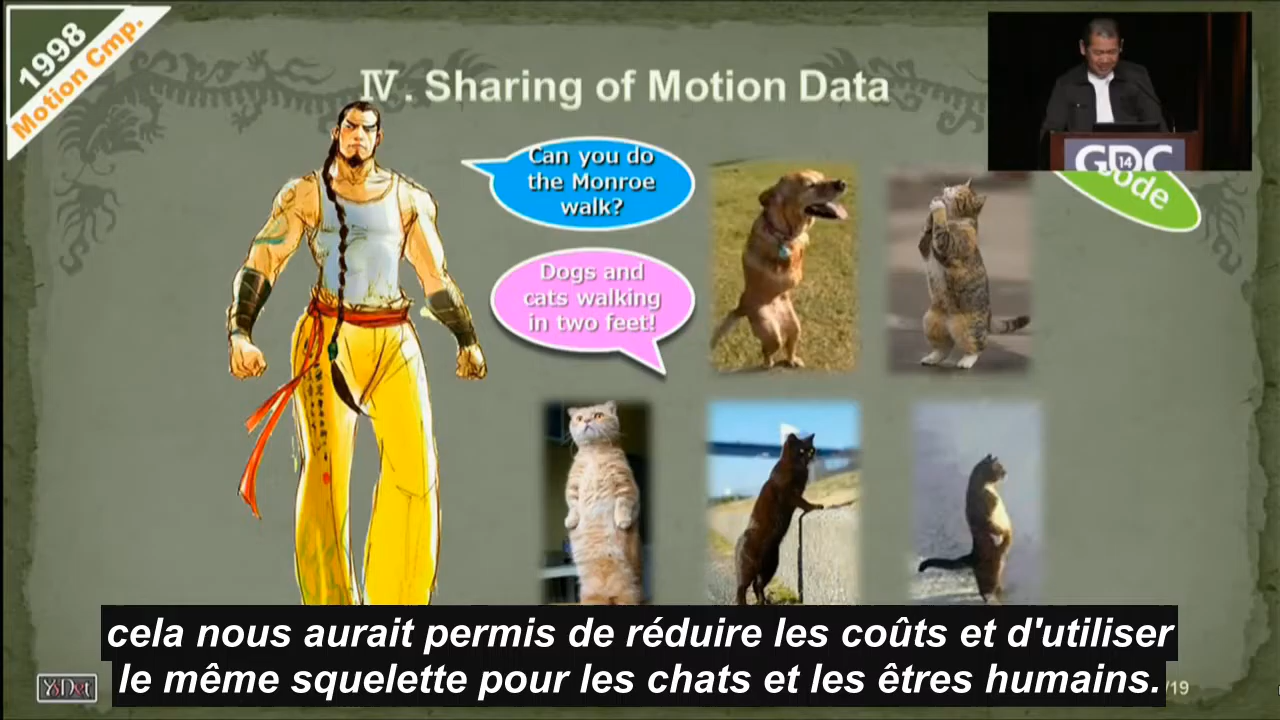 1998
Motion Cmp.
Ⅳ. Sharing of Motion Data
GDC
14
ode
Can you do
the Monroe
walk?
Dogs and
cats walking
in two feet!
cela nous aurait permis de réduire les coûts et d'utiliser
le même squelette pour les chats et les êtres humains.
YSNet
/19